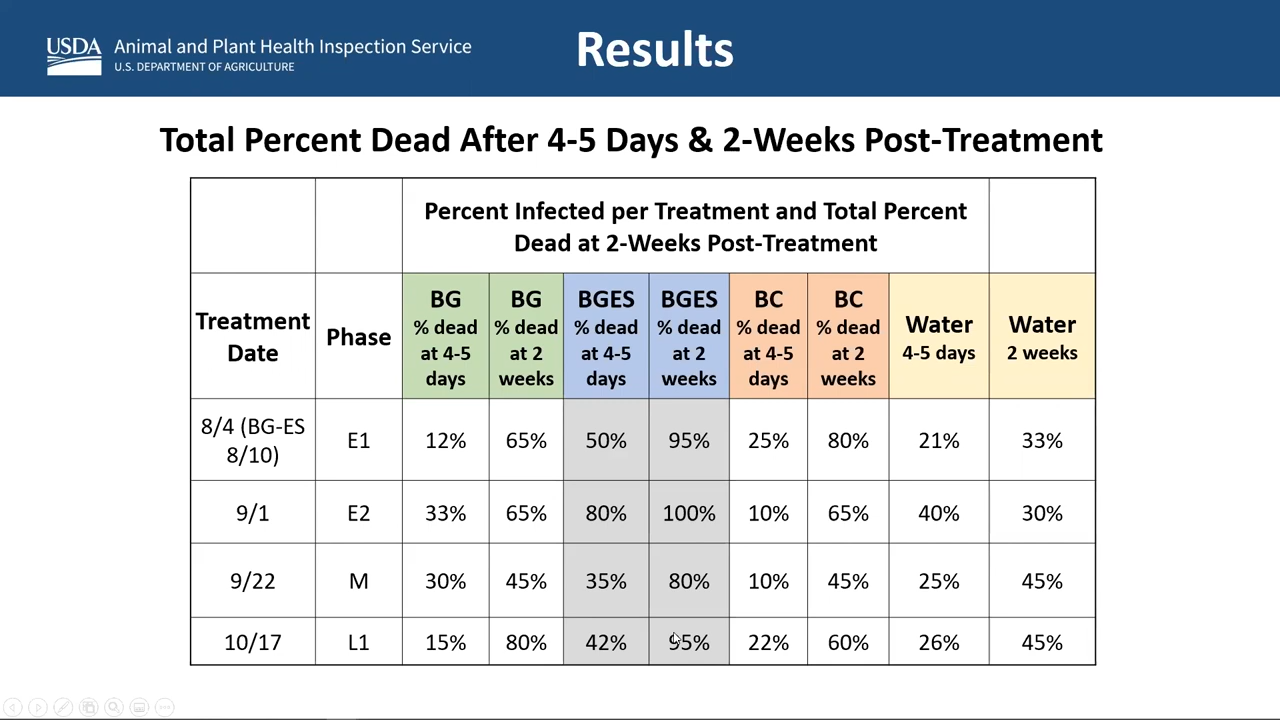 USDA
Animal and Plant Health Inspection Service
U.S. DEPARTMENT OF AGRICULTURE
Results
Total Percent Dead After 4-5 Days & 2-Weeks Post-Treatment
Percent Infected per Treatment and Total Percent
Dead at 2-Weeks Post-Treatment
Treatment Date Phase BG % dead at 4-5 days BG % dead at 2 weeks BGES % dead at 4-5 days BGES % dead at 2 weeks BC % dead at 4-5 days BC % dead at 2 weeks Water 4-5 days Water 2 weeks
8/4 (BG-ES 8/10) E1 12% 65% 50% 95% 25% 80% 21% 33%
9/1 E2 33% 65% 80% 100% 10% 65% 40% 30%
9/22 M 30% 45% 35% 80% 10% 45% 25% 45%
10/17 L1 15% 80% 42% 95% 22% 60% 26% 45%